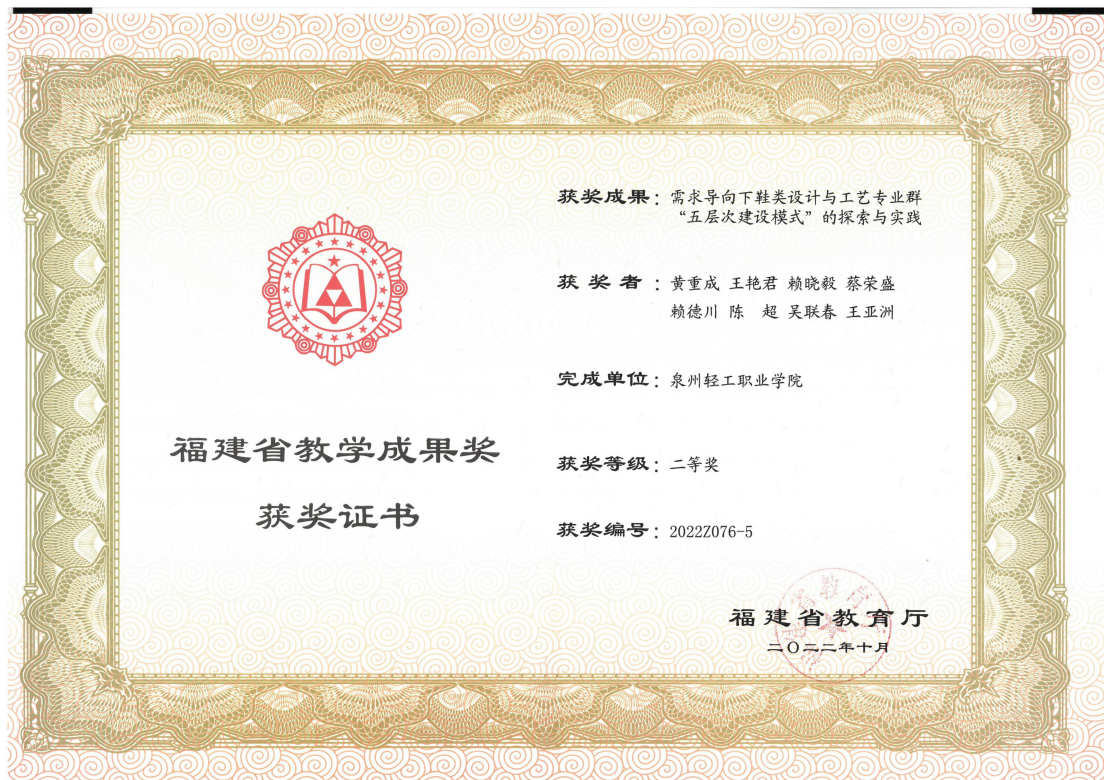 福建省教学成果奖
获奖证书
获奖成果：需求导向下鞋类设计与工艺专业群
“五层次建设模式”的探索与实践
获奖者：黄重成 王艳君 赖晓毅 蔡荣盛
赖德川 陈 超 吴联春 王亚洲
完成单位：泉州轻工职业学院
获奖等级：二等奖
获奖编号：2022Z076-5
福建省教育厅
二〇二二年十月